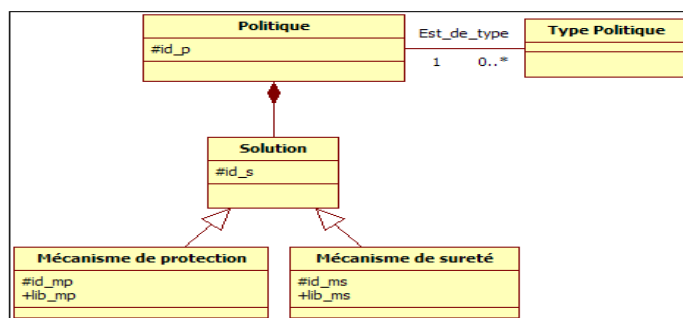 Politique
#id_p
Est_de_type
1 0..*
Type Politique
Solution
#id_s
Mécanisme de protection
#id_mp
+lib_mp
Mécanisme de sureté
#id_ms
+lib_ms